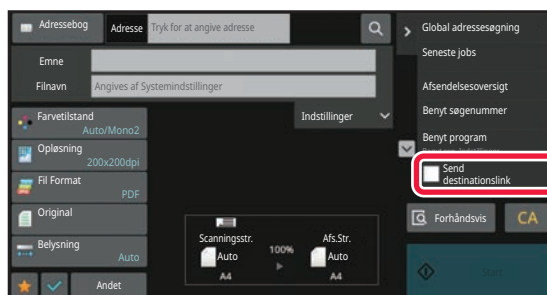 Adressebog
Adresse
Tryk for at angive adresse
Emne
Filnavn
Angives af Systemindstillinger
Indstillinger
Farvetilstand
Auto/Mono2
Opløsning
200x200dpi
Fil Format
PDF
Original
Belysning
Auto
Andet
Scanningsstr.
Auto
A4
100%
Afs.Str.
Auto
A4
Global adressesøgning
Seneste jobs
Afsendelsesoversigt
Benyt søgenummer
Benyt program
Send
destinationslink
Forhåndsvis
CA
Start